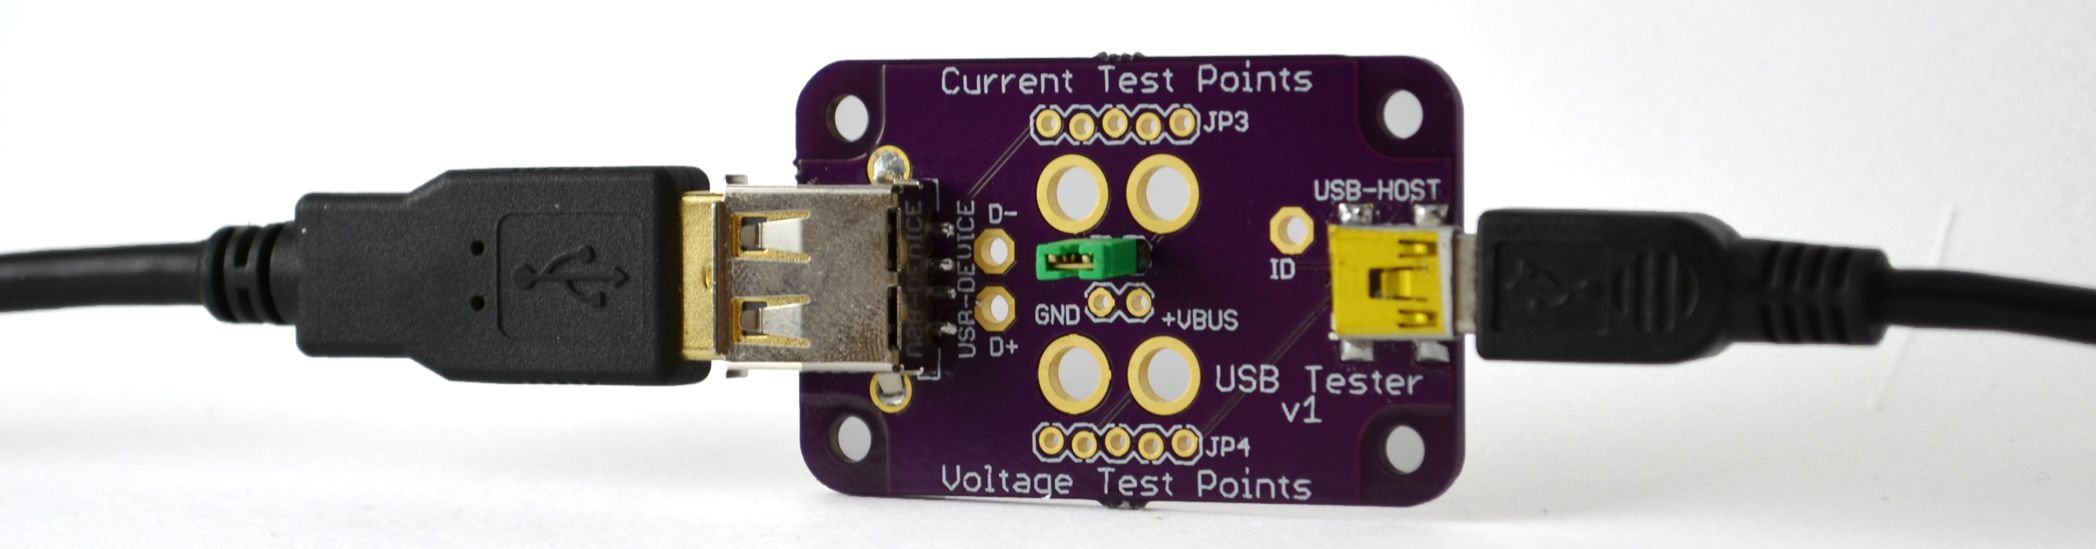 Current Test Points
JP3
USB-HOST
USB-DEVICE
D-
ID
GND
+VBUS
D+
USB Tester
v1
JP4
Voltage Test Points